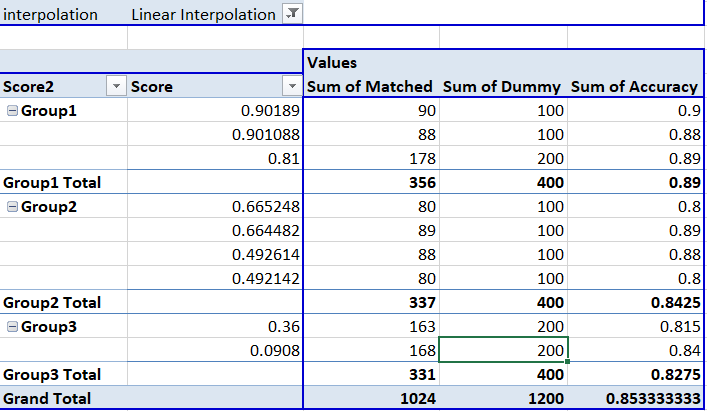 interpolation Linear Interpolation
Values
Score2 Score Sum of Matched Sum of Dummy Sum of Accuracy
Group1 0.90189 90 100 0.9
0.901088 88 100 0.88
0.81 178 200 0.89
Group1 Total 356 400 0.89
Group2 0.665248 80 100 0.8
0.664482 89 100 0.89
0.492614 88 100 0.88
0.492142 80 100 0.8
Group2 Total 337 400 0.8425
Group3 0.36 163 200 0.815
0.0908 168 200 0.84
Group3 Total 331 400 0.8275
Grand Total 1024 1200 0.853333333